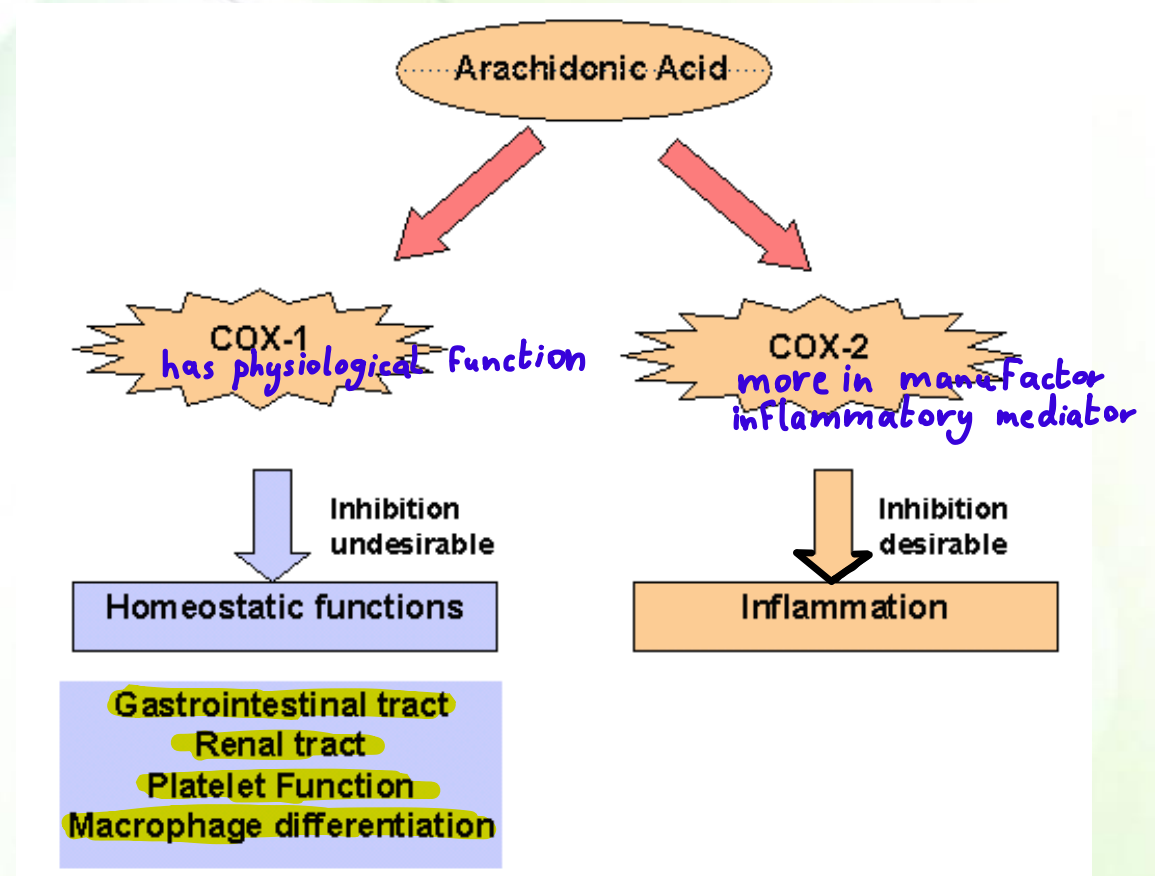 Arachidonic Acid
COX-1
has physiological function
COX-2
more in manufactor
inflammatory mediator
Inhibition
undesirable
Inhibition
desirable
Homeostatic functions
Inflammation
Gastrointestinal tract
Renal tract
Platelet Function
Macrophage differentiation